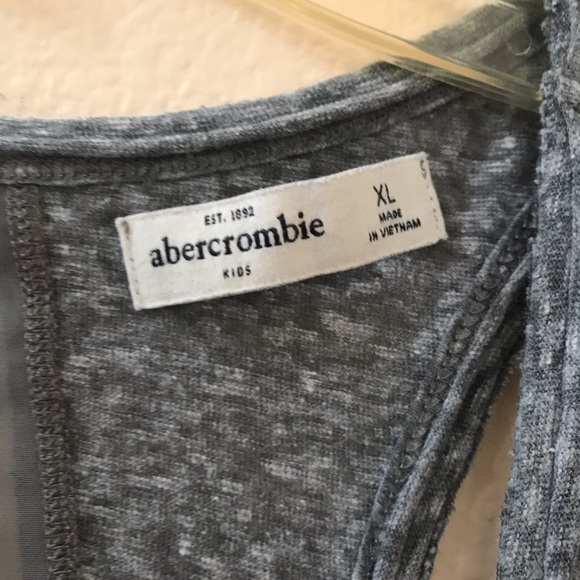 EST. 1892
abercrombie
KIDS
XL
MADE
IN VIETNAM